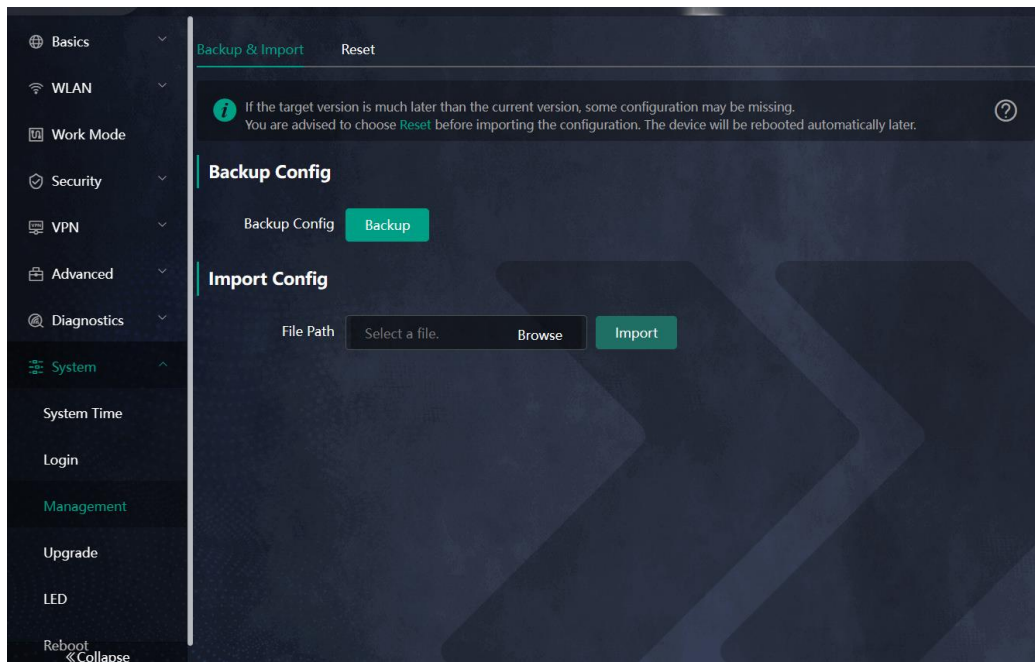 Basics
WLAN
Work Mode
Security
VPN
VPN
Advanced
Diagnostics
System
System Time
Login
Management
Upgrade
LED
Reboot
«Collapse
Backup & Import Reset
i If the target version is much later than the current version, some configuration may be missing.
You are advised to choose Reset before importing the configuration. The device will be rebooted automatically later. ?
Backup Config
Backup Config Backup
Import Config
File Path Select a file. Browse Import